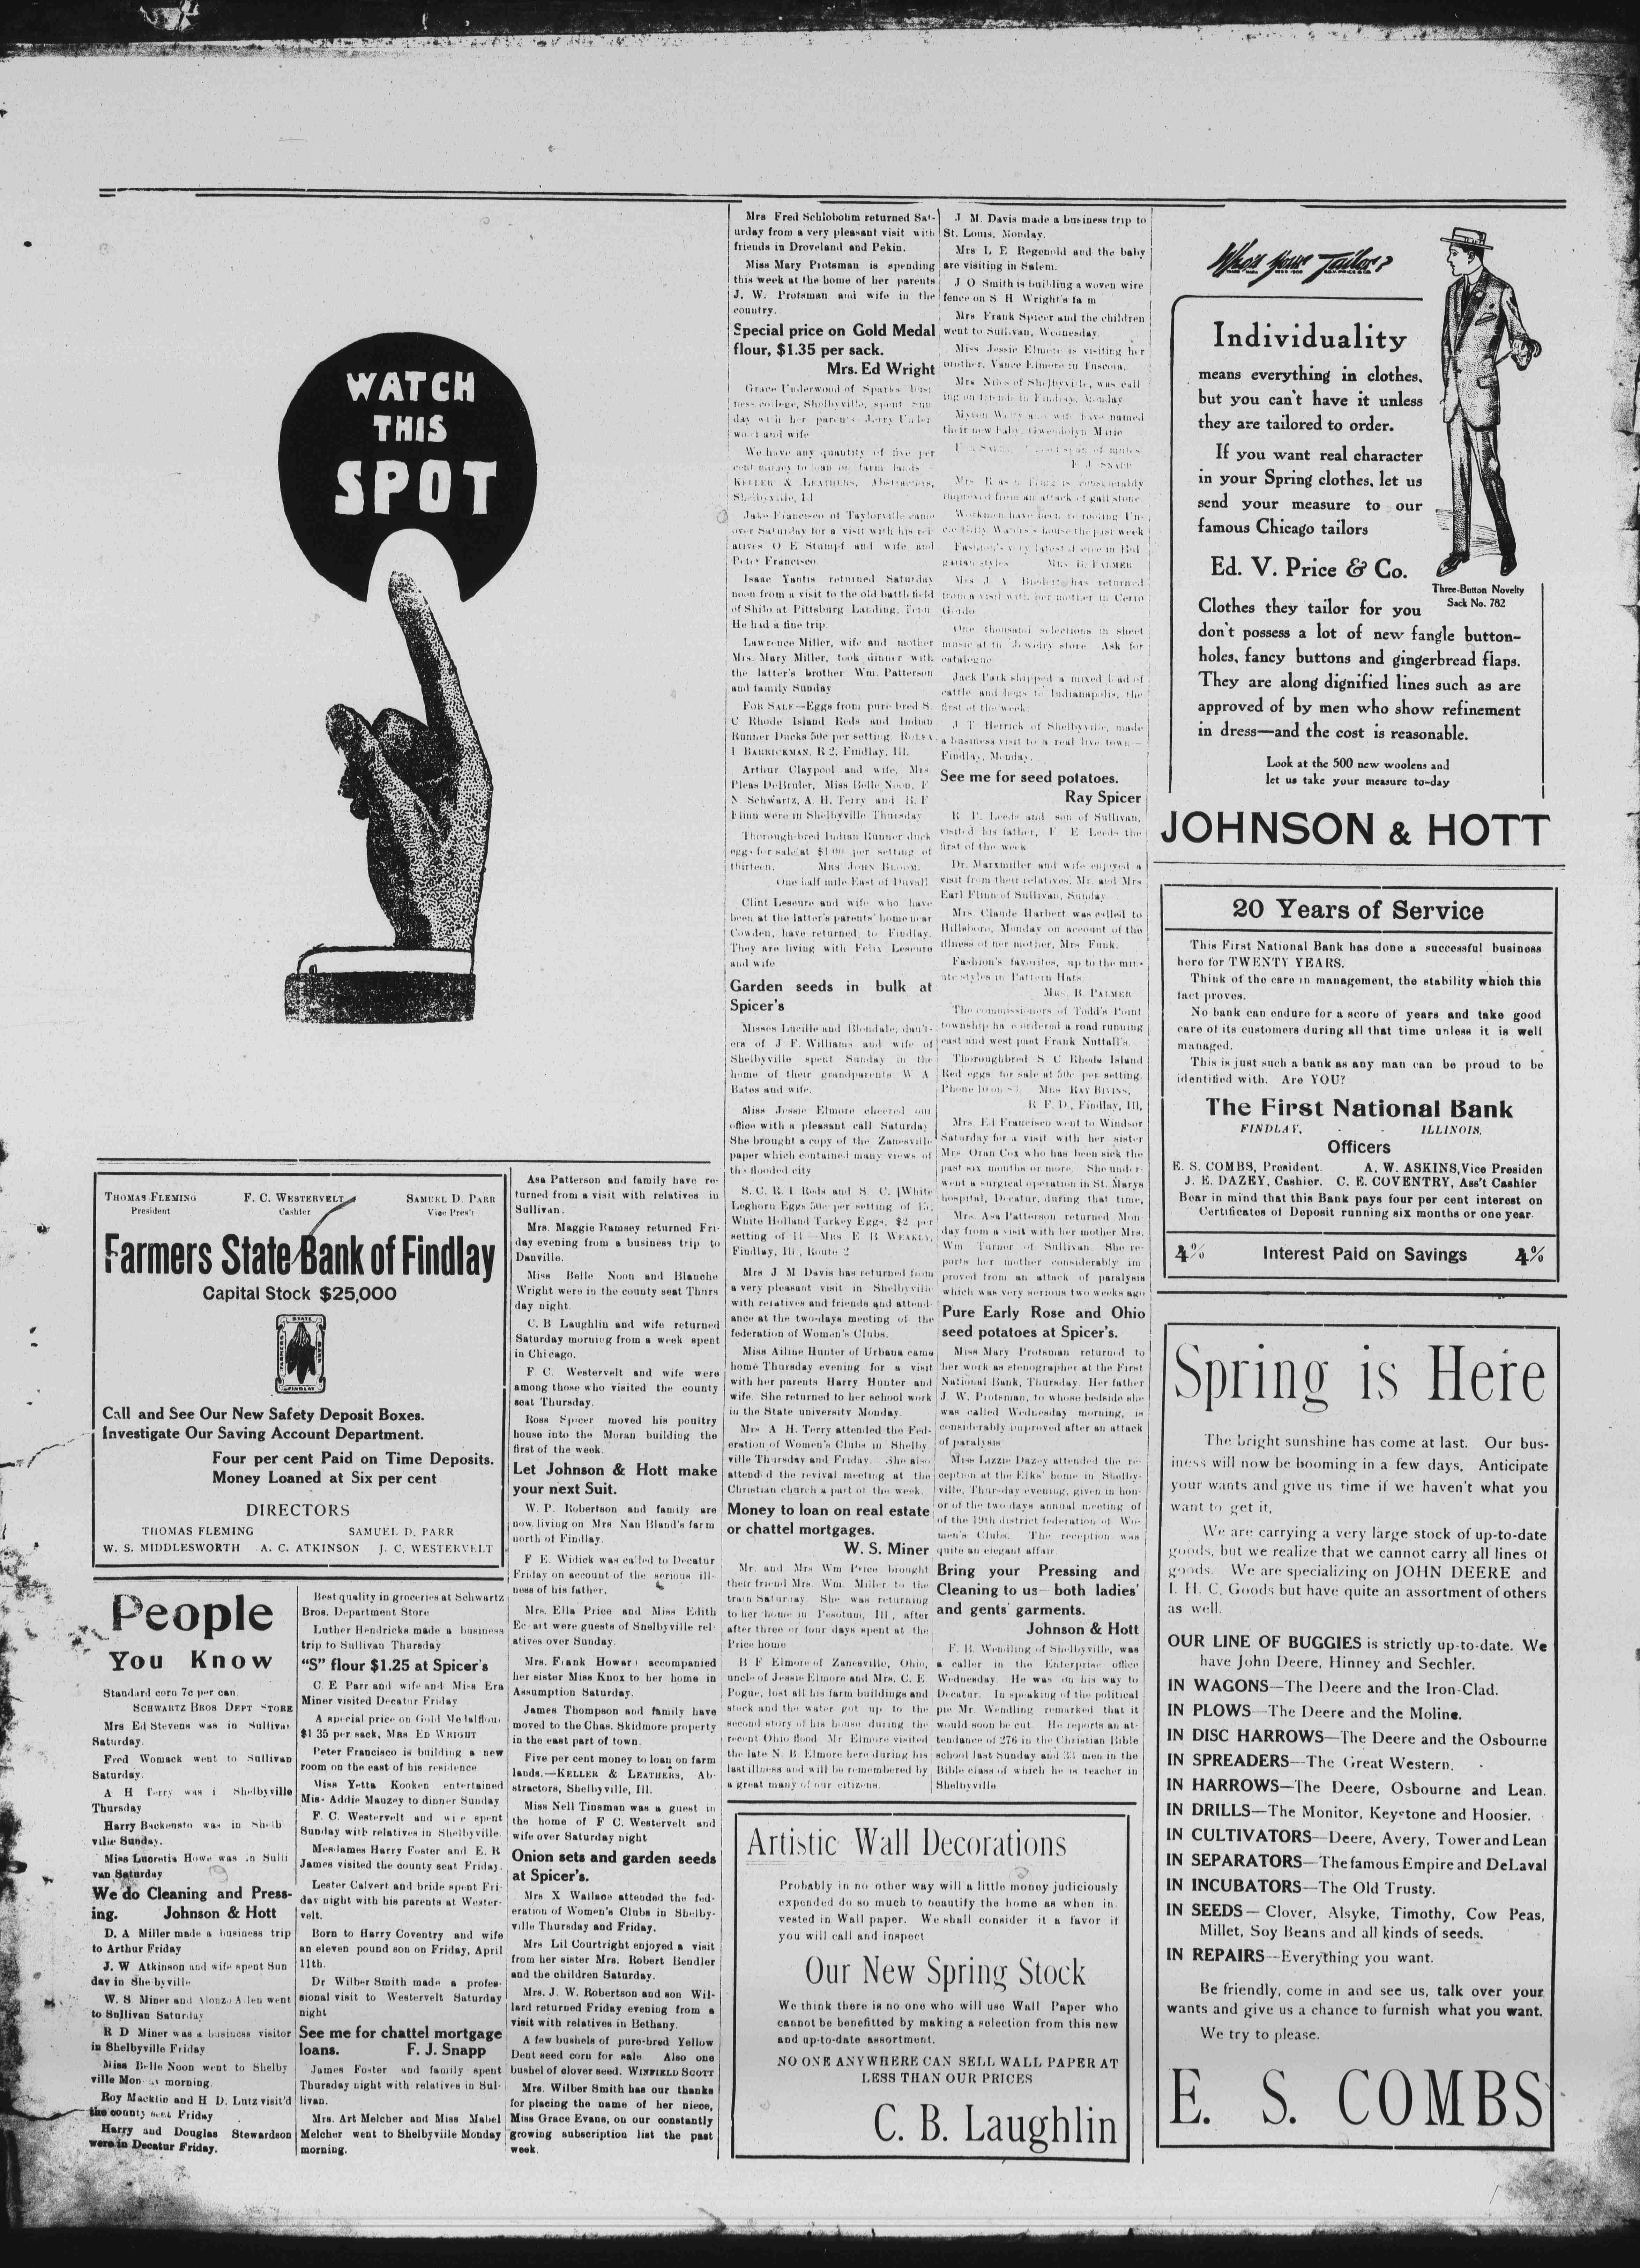 WATCH
THIS
SPOT
THOMAS FLEMING
President
F. C. WESTERVELT
Cashler
SAMUEL D. PARR
Vice Pres't
Farmers State Bank of Findlay
Capital Stock $25,000
Call and See Our New Safety Deposit Boxes.
Investigate Our Saving Account Department.
Four per cent Paid on Time Deposits.
Money Loaned at Six per cent
DIRECTORS
THOMAS FLEMING SAMUEL D. PARR
W. S. MIDDLESWORTH A. C. ATKINSON J. C. WESTERVELT
People
You Know
Standard corn 7c per can.
SCHWARTZ BROS DEPT STORE
Mrs Ed Stevens was in Sullivan
Saturday.
Fred Womack went to Sullivan
Saturday.
A H Terry was i Shelbyville
Thursday
Harry Backensto was in Shelb
ville Sunday.
Miss Lucretia Howe was in Sulli
van Saturday
We do Cleaning and Press-
ing. Johnson & Hott
D. A Miller made a business trip
to Arthur Friday
J. W Atkinson and wife spent Sun
day in Shelbyville
W. S Miner and Alonzo Allen went
to Sullivan Saturday
R D Miner was a business visitor
in Shelbyville Friday
Miss Belle Noon went to Shelby
ville Monday morning.
Roy Macklin and H D. Lutz visit'd
the county seat Friday
Harry and Douglas Stewardson
were in Decatur Friday.
Best quality in groceries at Schwartz
Bros. Department Store
Luther Hendricks made a business
trip to Sullivan Thursday
"S" flour $1.25 at Spicer's
C. E Parr and wife and Miss Era
Miner visited Decatur Friday
A special price on Gold Medal flour
$1 35 per sack, MRS ED WRIGHT
Peter Francisco is building a new
room on the east of his residence
Miss Yetta Kooken entertained
Miss Addie Mauzey to dinner Sunday
F. C. Westervelt and wife spent
Sunday with relatives in Shelbyville.
Mesdames Harry Foster and E. R
James visited the county seat Friday.
Lester Calvert and bride spent Fri-
day night with his parents at Wester-
velt.
Born to Harry Coventry and wife
an eleven pound son on Friday, April
11th.
Dr Wilber Smith made a profes-
sional visit to Westervelt Saturday
night
See me for chattel mortgage
loans. F. J. Snapp
James Foster and family spent
Thursday night with relatives in Sul-
livan.
Mrs. Art Melcher and Miss Mabel
Melcher went to Shelbyviile Monday
morning.
Asa Patterson and family have re-
turned from a visit with relatives in
Sullivan.
Mrs. Maggie Ramsey returned Fri-
day evening from a business trip to
Danville.
Miss Belle Noon and Blanche
Wright were in the county seat Thurs
day night.
C. B Laughlin and wife returned
Saturday morning from a week spent
in Chicago.
F C. Westervelt and wife were
among those who visited the county
seat Thursday.
Ross Spicer moved his poultry
house into the Moran building the
first of the week.
Let Johnson & Hott make
your next Suit.
W. P. Robertson and family are
now living on Mrs Nan Bland's farm
north of Findlay.
F E. Widick was called to Decatur
Friday on account of the serious ill-
ness of his father.
Mrs. Ella Price and Miss Edith
were guests of Shelbyville rel-
atives over Sunday.
Mrs. Frank Howard accompanied
her sister Miss Knox to her home in
Assumption Saturday.
James Thompson and family have
moved to the Chas. Skidmore property
in the east part of town.
Five per cent money to loan on farm
lands.—KELLER & LEATHERS, Ab-
stractors, Shelbyville, Ill.
Miss Nell Tinsman was a guest in
the home of F C. Westervelt and
wife over Saturday night
Onion sets and garden seeds
at Spicer's.
Mrs X Wallace attended the fed-
eration of Women's Clubs in Shelby-
ville Thursday and Friday.
Mrs Lil Courtright enjoyed a visit
from her sister Mrs. Robert Bendler
and the children Saturday.
Mrs. J. W. Robertson and son Wil-
lard returned Friday evening from a
visit with relatives in Bethany.
A few bushels of pure-bred Yellow
Dent seed corn for sale. Also one
bushel of clover seed. WINFIELD SCOTT
Mrs. Wilber Smith has our thanks
for placing the name of her niece,
Miss Grace Evans, on our constantly
growing subscription list the past
week.
Mrs Fred Schlobohm returned Sat-
urday from a very pleasant visit with
friends in Droveland and Pekin.
Miss Mary Protsman is spending
this week at the home of her parents
J. W. Protsman and wife in the
country.
Special price on Gold Medal
flour, $1.35 per sack.
Mrs. Ed Wright
Grace Underwood of Sparks busi
ness college, Shelbyville, spent Sun
day with her parents Jerry Under
wood and wife
We have any quantity of five per
cent money to loan on farm lands
KELLER & LEATHERS, Abstractors,
Shelbyville, Ill
Jake Francisco of Taylorville came
over Saturday for a visit with his rel
atives O E Stumpf and wife and
Peter Francisco
Isaac Yantis returned Saturday
noon from a visit to the old battlefield
of Shilo at Pittsburg Landing, Tenn
He had a fine trip.
Lawrence Miller, wife and mother
Mrs. Mary Miller, took dinner with
the latter's brother Wm. Patterson
and family Sunday
FOR SALE—Eggs from pure bred S.
C Rhode Island Reds and Indian
Runner Ducks 50c per setting.
BARRICKMAN, R 2, Findlay, Ill.
Arthur Claypool and wife, Mrs
Pleas DeBruler, Miss Belle Noon, F
N Schwartz, A. H. Terry and B. F
Flinn were in Shelbyville Thursday
Thoroughbred Indian Runner duck
eggs for sale at $1 00 per setting of
thirteen. MRS JOHN BLOOM,
One half mile East of Duvall
Clint Leseure and wife who have
been at the latter's parents' home near
Cowden, have returned to Findlay.
They are living with Felix Leseure
and wife
Garden seeds in bulk at
Spicer's
Misses Lucille and Blondale, dau't-
ers of J F. Williams and wife of
Shelbyville spent Sunday in the
home of their grandparents W A
Bates and wife.
Miss Jessie Elmore cheered our
office with a pleasant call Saturday
She brought a copy of the Zanesville
paper which contained many views of
the flooded city
S. C. R. I Reds and S C. White
Leghorn Eggs 50c per setting of 15;
White Holland Turkey Eggs, $2 per
setting of 11—MRS E B WEAKLY,
Findlay, Ill, Route 2
Mrs J M Davis has returned from
a very pleasant visit in Shelbyville
with relatives and friends and attend-
ance at the two-days meeting of the
federation of Women's Clubs.
Miss Ailine Hunter of Urbana came
home Thursday evening for a visit
with her parents Harry Hunter and
wife. She returned to her school work
in the State university Monday.
Mrs A H. Terry attended the Fed-
eration of Women's Clubs in Shelby
ville Thursday and Friday. She also
attend d the revival meeting at the
Christian church a part of the week.
Money to loan on real estate
or chattel mortgages.
W. S. Miner
Mr. and Mrs Wm Price brought
their friend Mrs. Wm. Miller to the
train Saturday. She was returning
to her home in Pesotum, Ill, after
after three or four days spent at the
Price home
B F Elmore of Zanesville, Ohio,
uncle of Jessie Elmore and Mrs. C. E.
Pogue, lost all his farm buildings and
stock and the water got up to the
second story of his house during the
recent Ohio flood Mr Elmore visited
the late N. B Elmore here during his
last illness and will be remembered by
a great many of our citizens.
J. M. Davis made a business trip to
St. Louis, Monday.
Mrs L E Regenold and the baby
are visiting in Salem.
J O Smith is building a woven wire
fence on S H Wright's fa m
Mrs Frank Spicer and the children
went to Sullivan, Wednesday.
Miss Jessie Elmore is visiting her
brother, Vance Elmore in Tuscola.
Mrs Niles of Shelbyville, was call
ing on friends in Findlay, Monday
Myron and wife have named
their new baby, Gwendolyn Marie
F J SNAPP
Mrs is considerably
improved from an attack of gall stone.
Workmen have been re roofing Un-
cle Billy Waters's house the past week
MRS. B. PALMER
Mrs J A has returned
from a visit with her mother in Cerro
Gordo
One thousand selections in sheet
music at the Jewelry store. Ask for
catalogue
Jack Park shipped a mixed load of
cattle and hogs to Indianapolis, the
first of the week.
J T Herrick of Shelbyville, made
a business visit to a real live town—
Findlay, Monday.
See me for seed potatoes.
Ray Spicer
R P. Leeds and son of Sullivan,
visited his father, F E Leeds the
first of the week
Dr. Marxmiller and wife enjoyed a
visit from their relatives, Mr. and Mrs
Earl Flinn of Sullivan, Sunday
Mrs. Claude Harbert was called to
Hillsboro, Monday on account of the
illness of her mother, Mrs Funk.
Fashion's favorites, up to the min-
ute styles in Pattern Hats
MRS. B. PALMER
The commissioners of Todd's Point
township ha e ordered a road running
east and west past Frank Nuttall's.
Thoroughbred S. C Rhode Island
Red eggs for sale at 50c per setting.
MRS RAY BIVINS,
R F. D., Findlay, Ill,
Mrs. Ed Francisco went to Windsor
Saturday for a visit with her sister
Mrs Oran Cox who has been sick the
past six months or more. She under-
went a surgical operation in St. Marys
hospital, Decatur, during that time.
Mrs. Asa Patterson returned Mon-
day from a visit with her mother Mrs.
Wm Turner of Sullivan. She re-
ports her mother considerably im
proved from an attack of paralysis
which was very serious two weeks ago
Pure Early Rose and Ohio
seed potatoes at Spicer's.
Miss Mary Protsman returned to
her work as stenographer at the First
National Bank, Thursday. Her father
J. W. Protsman, to whose bedside she
was called Wednesday morning, is
considerably improved after an attack
of paralysis
Miss Lizzie Dazey attended the re-
ception at the Elks' home in Shelby-
ville, Thursday evening, given in hon-
or of the two days annual meeting of
of the 19th district federation of Wo-
men's Clubs. The reception was
quite an elegant affair
Bring your Pressing and
Cleaning to us both ladies'
and gents' garments.
Johnson & Hott
F. B. Wendling of Shelbyville, was
a caller in the Enterprise office
Wednesday. He was on his way to
Decatur. In speaking of the political
pie Mr. Wendling remarked that it
would soon be cut. He reports an at-
tendance of 276 in the Christian Bible
school last Sunday and 33 men in the
Bible class of which he is teacher in
Shelbyville
Artistic Wall Decorations
Probably in no other way will a little money judiciously
expended do so much to beautify the home as when in-
vested in Wall paper. We shall consider it a favor if
you will call and inspect
Our New Spring Stock
We think there is no one who will use Wall Paper who
cannot be benefitted by making a selection from this new
and up-to-date assortment.
NO ONE ANYWHERE CAN SELL WALL PAPER AT
LESS THAN OUR PRICES
C. B. Laughlin
Who's Your Tailor?
Individuality
means everything in clothes,
but you can't have it unless
they are tailored to order.
If you want real character
in your Spring clothes, let us
send your measure to our
famous Chicago tailors
Ed. V. Price & Co.
Three-Button Novelty
Sack No. 782
Clothes they tailor for you
don't possess a lot of new fangle button-
holes, fancy buttons and gingerbread flaps.
They are along dignified lines such as are
approved of by men who show refinement
in dress—and the cost is reasonable.
Look at the 500 new woolens and
let us take your measure to-day
JOHNSON & HOTT
20 Years of Service
This First National Bank has done a successful business
here for TWENTY YEARS.
Think of the care in management, the stability which this
fact proves.
No bank can endure for a score of years and take good
care of its customers during all that time unless it is well
managed.
This is just such a bank as any man can be proud to be
identified with. Are YOU?
The First National Bank
FINDLAY, - - ILLINOIS.
Officers
E. S. COMBS, President. A. W. ASKINS, Vice Presiden
J. E. DAZEY, Cashier. C. E. COVENTRY, Ass't Cashler
Bear in mind that this Bank pays four per cent interest on
Certificates of Deposit running six months or one year.
4% Interest Paid on Savings 4%
Spring is Here
The bright sunshine has come at last. Our bus-
iness will now be booming in a few days. Anticipate
your wants and give us time if we haven't what you
want to get it.
We are carrying a very large stock of up-to-date
goods, but we realize that we cannot carry all lines of
goods. We are specializing on JOHN DEERE and
I. H. C. Goods but have quite an assortment of others
as well.
OUR LINE OF BUGGIES is strictly up-to-date. We
have John Deere, Hinney and Sechler.
IN WAGONS—The Deere and the Iron-Clad.
IN PLOWS—The Deere and the Moline.
IN DISC HARROWS—The Deere and the Osbourne
IN SPREADERS—The Great Western.
IN HARROWS—The Deere, Osbourne and Lean.
IN DRILLS—The Monitor, Keystone and Hoosier.
IN CULTIVATORS—Deere, Avery, Tower and Lean
IN SEPARATORS—The famous Empire and DeLaval
IN INCUBATORS—The Old Trusty.
IN SEEDS—Clover, Alsyke, Timothy, Cow Peas,
Millet, Soy Beans and all kinds of seeds.
IN REPAIRS—Everything you want.
Be friendly, come in and see us, talk over your
wants and give us a chance to furnish what you want.
We try to please.
E. S. COMBS